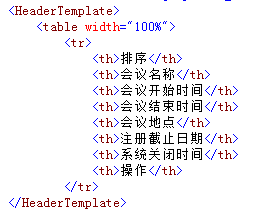 <HeaderTemplate>
<table width="100%">
<tr>
<th>排序</th>
<th>会议名称</th>
<th>会议开始时间</th>
<th>会议结束时间</th>
<th>会议地点</th>
<th>注册截止日期</th>
<th>系统关闭时间</th>
<th>操作</th>
</tr>
</HeaderTemplate>